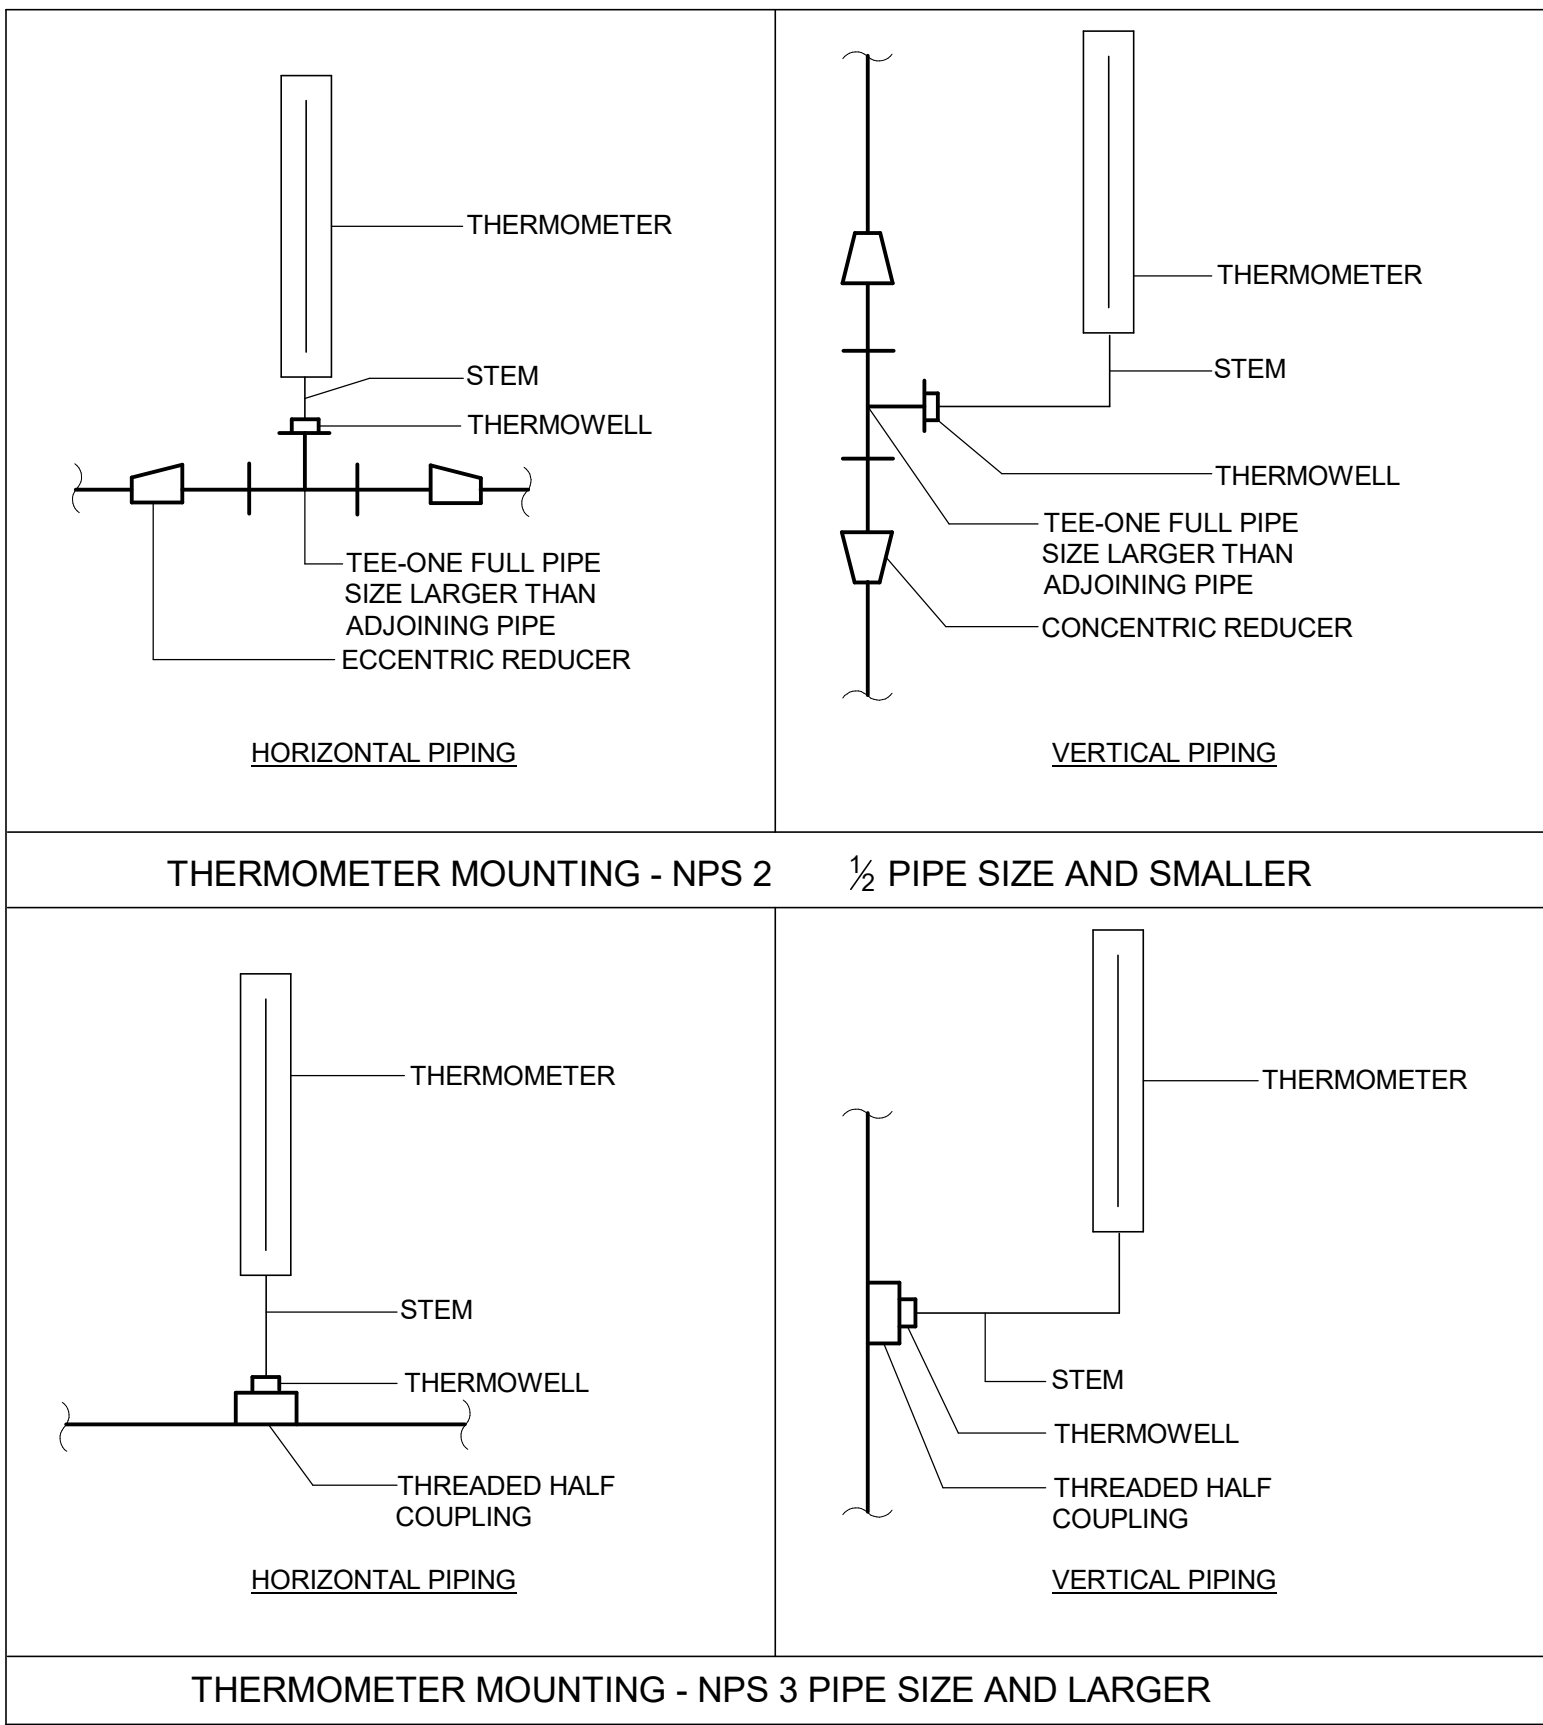 THERMOMETER
STEM
THERMOWELL
TEE-ONE FULL PIPE
SIZE LARGER THAN
ADJOINING PIPE
ECCENTRIC REDUCER
HORIZONTAL PIPING
THERMOMETER
STEM
THERMOWELL
TEE-ONE FULL PIPE
SIZE LARGER THAN
ADJOINING PIPE
CONCENTRIC REDUCER
VERTICAL PIPING
THERMOMETER MOUNTING - NPS 2 ½ PIPE SIZE AND SMALLER
THERMOMETER
STEM
THERMOWELL
THREADED HALF
COUPLING
HORIZONTAL PIPING
THERMOMETER
STEM
THERMOWELL
THREADED HALF
COUPLING
VERTICAL PIPING
THERMOMETER MOUNTING - NPS 3 PIPE SIZE AND LARGER